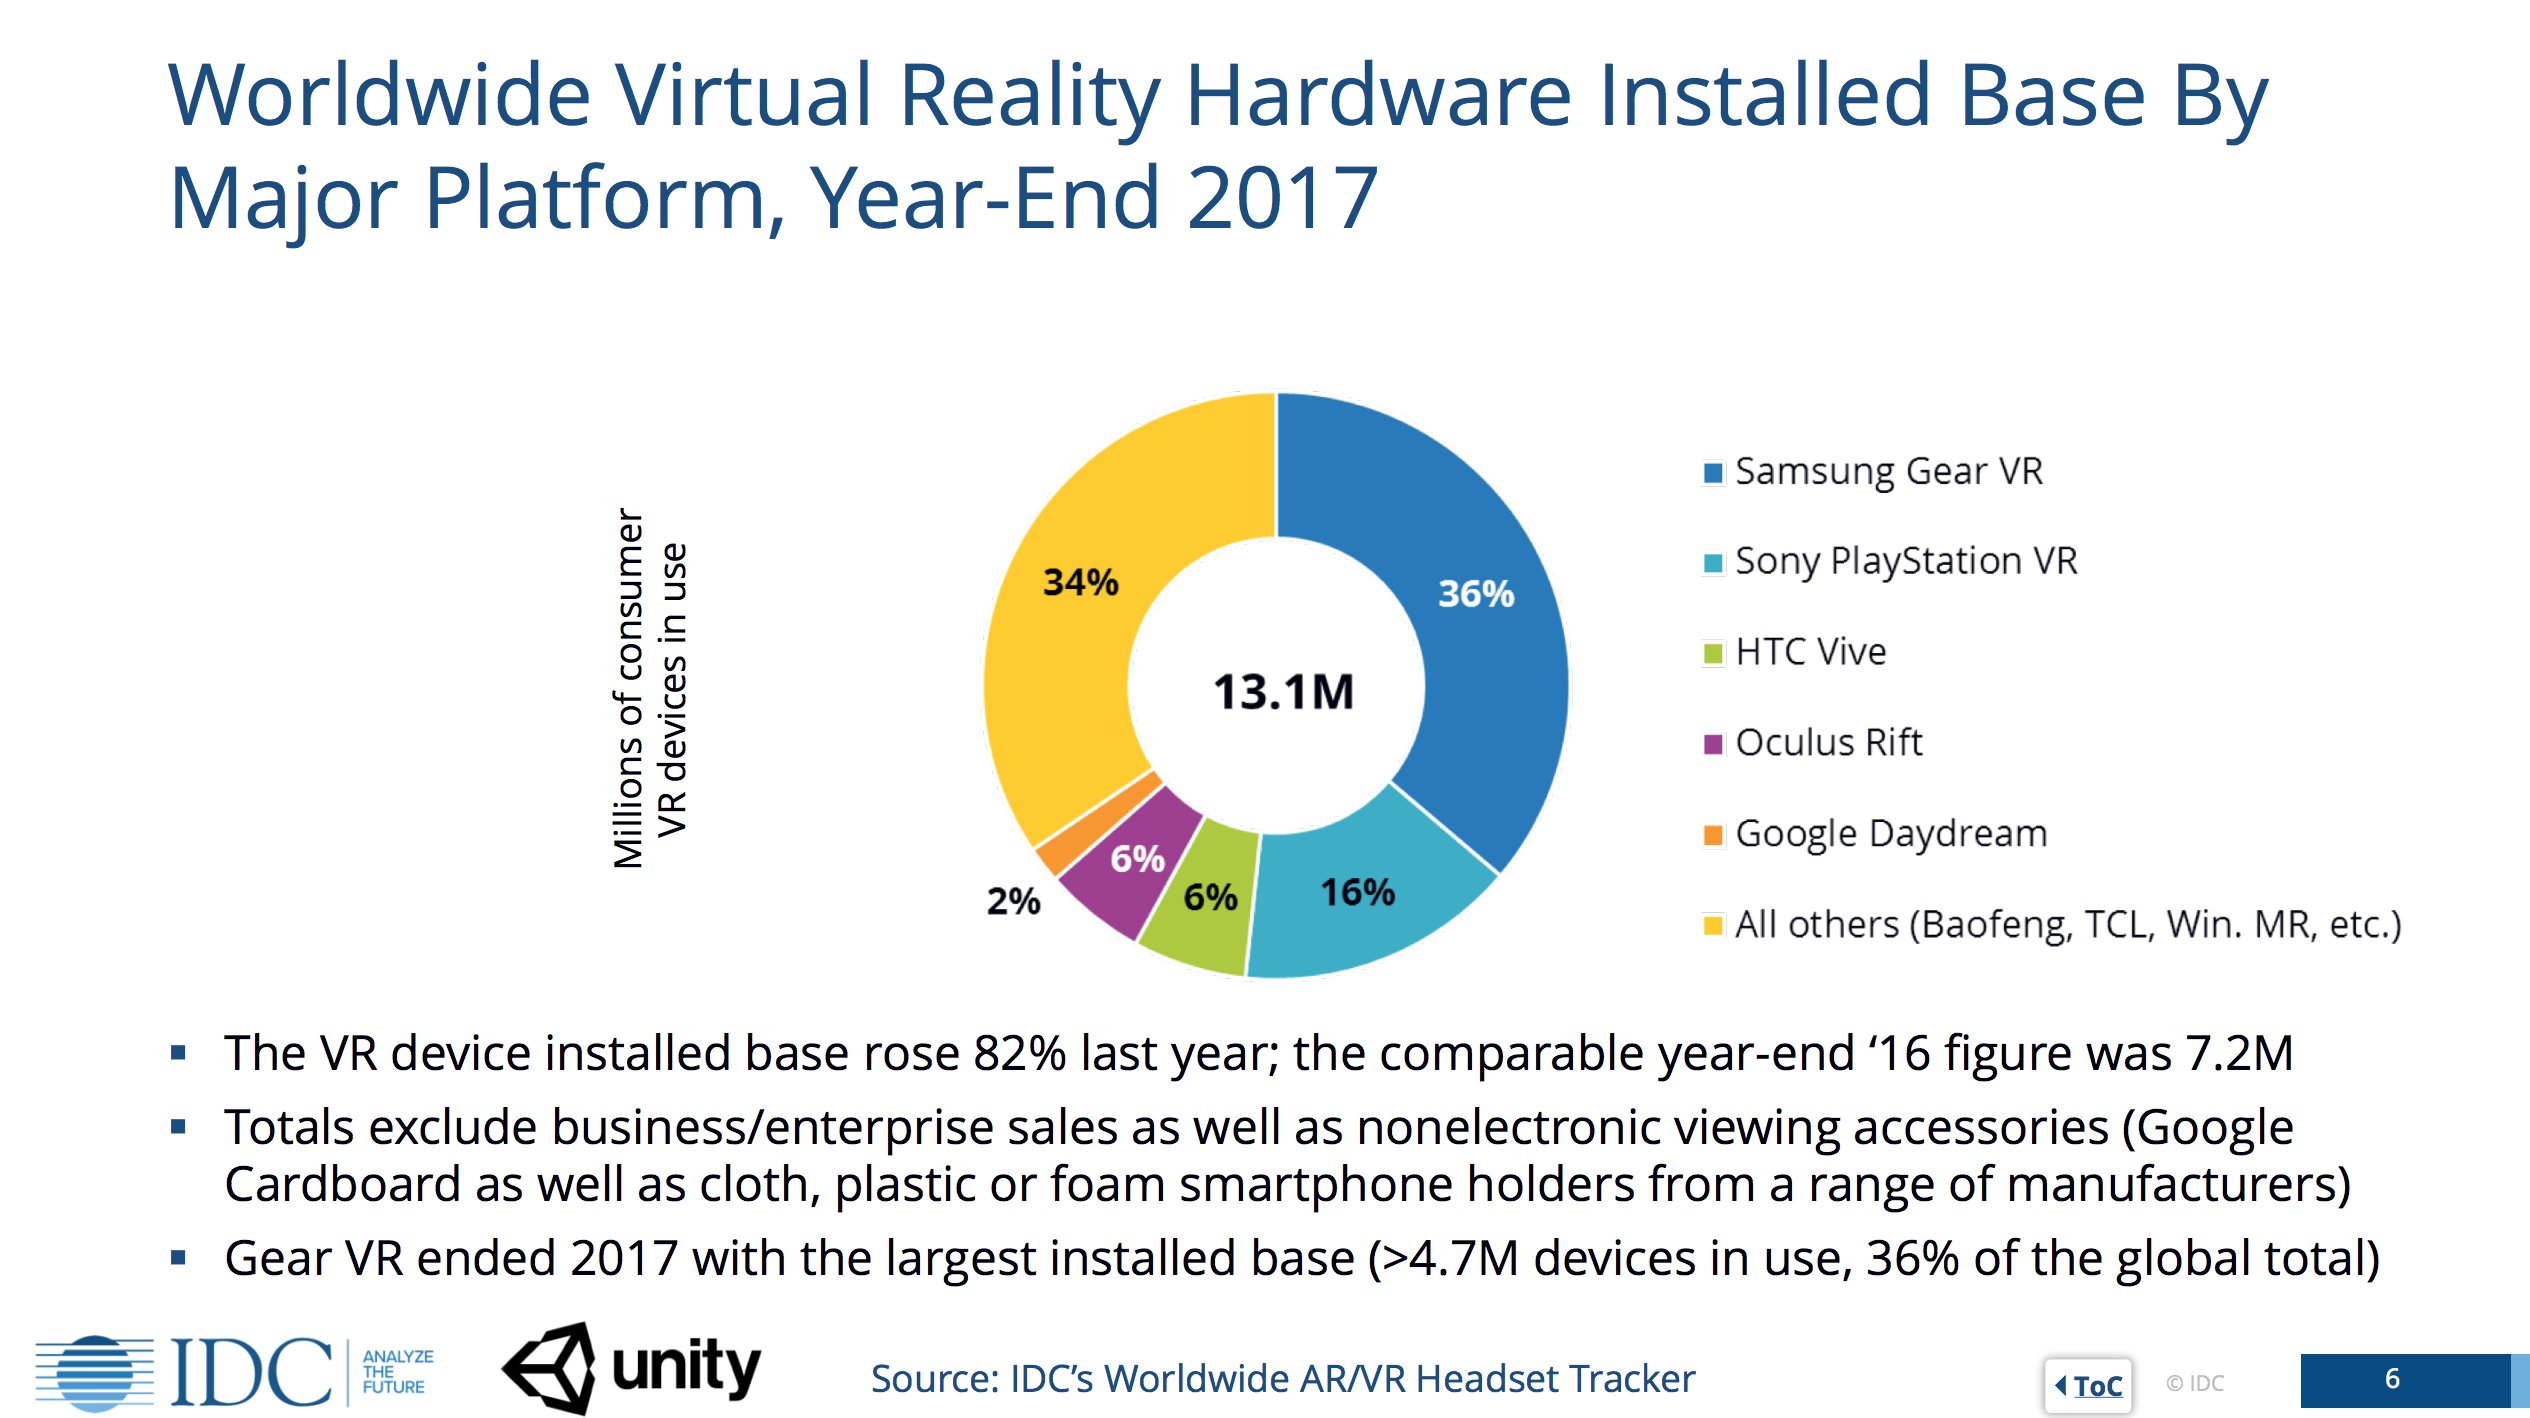 Worldwide Virtual Reality Hardware Installed Base By
Major Platform, Year-End 2017
Millions of consumer
VR devices in use
34%
36%
13.1M
2%
6%
6%
16%
Samsung Gear VR
Sony PlayStation VR
HTC Vive
Oculus Rift
Google Daydream
All others (Baofeng, TCL, Win. MR, etc.)
▪ The VR device installed base rose 82% last year; the comparable year-end ‘16 figure was 7.2M
▪ Totals exclude business/enterprise sales as well as nonelectronic viewing accessories (Google
Cardboard as well as cloth, plastic or foam smartphone holders from a range of manufacturers)
▪ Gear VR ended 2017 with the largest installed base (>4.7M devices in use, 36% of the global total)
IDC
ANALYZE
THE
FUTURE
unity
Source: IDC’s Worldwide AR/VR Headset Tracker
ToC
© IDC
6